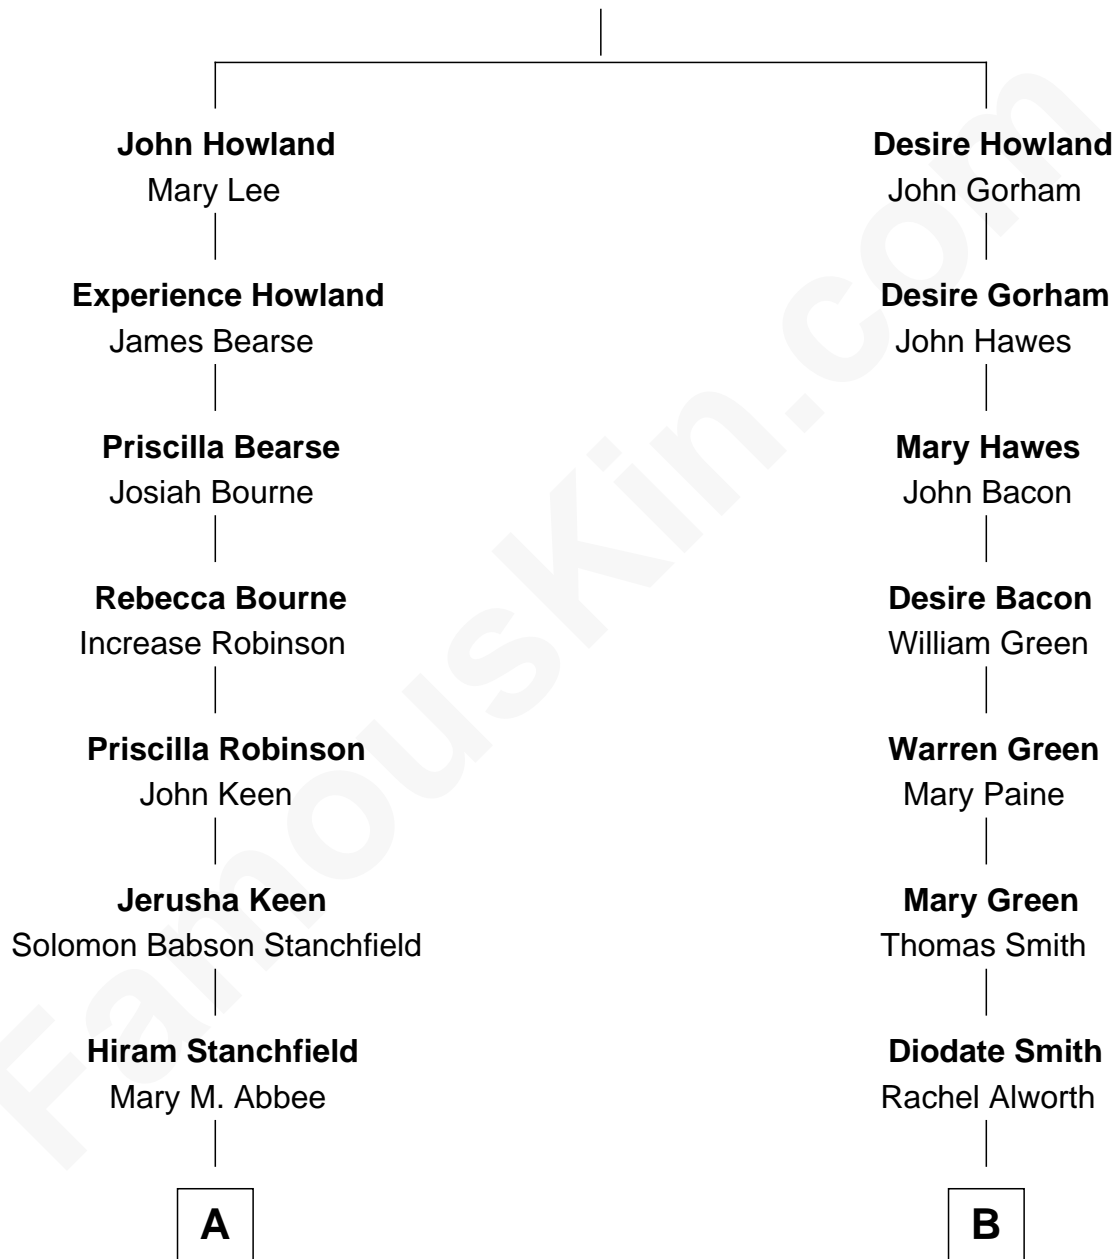 John Howland
Mary Lee
Experience Howland
James Bearse
Priscilla Bearse
Josiah Bourne
Rebecca Bourne
Increase Robinson
Priscilla Robinson
John Keen
Jerusha Keen
Solomon Babson Stanchfield
Hiram Stanchfield
Mary M. Abbee
A
Desire Howland
John Gorham
Desire Gorham
John Hawes
Mary Hawes
John Bacon
Desire Bacon
William Green
Warren Green
Mary Paine
Mary Green
Thomas Smith
Diodate Smith
Rachel Alworth
B
FamousKin.com